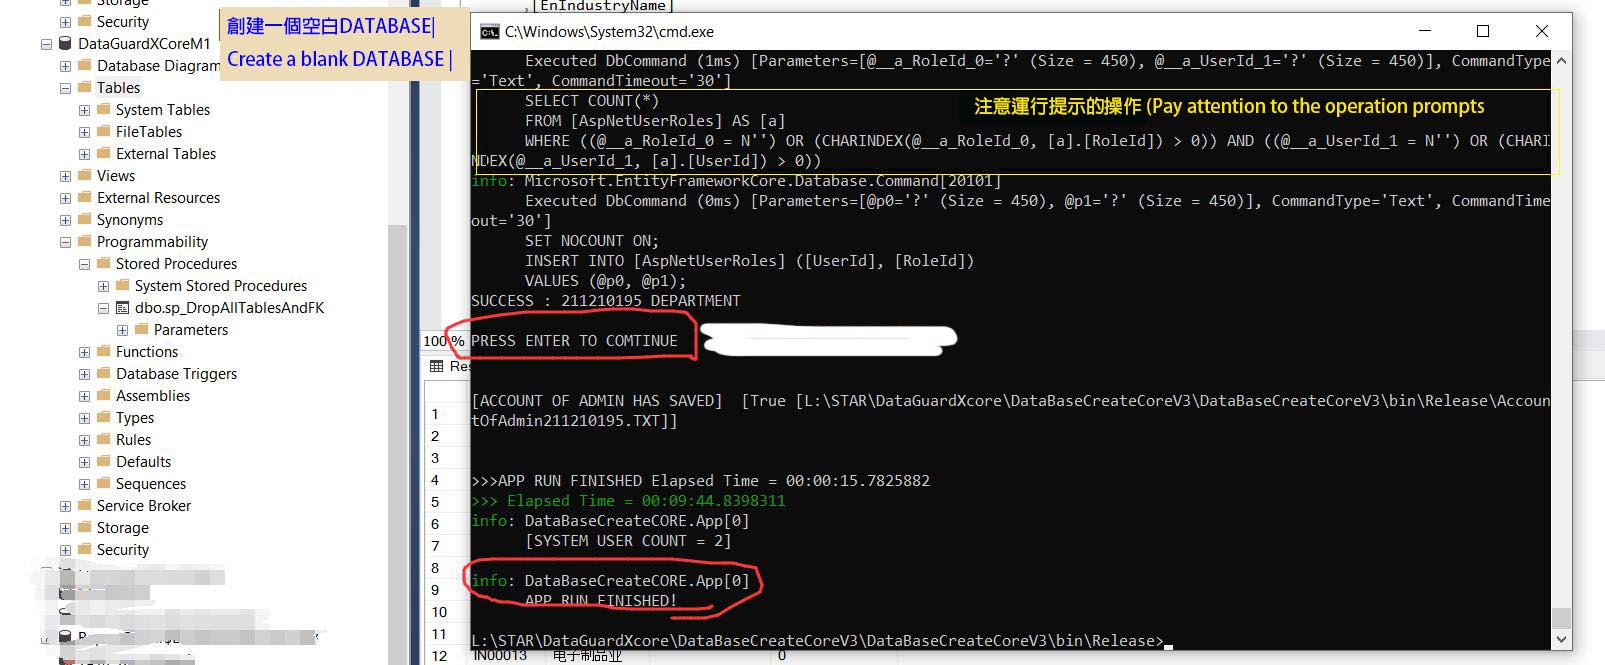 Storage
Security
DataGuardXCoreM1
Database Diagram
Tables
System Tables
FileTables
External Tables
Views
External Resources
Synonyms
Programmability
Stored Procedures
System Stored Procedures
dbo.sp_DropAllTablesAndFK
Parameters
Functions
Database Triggers
Assemblies
Types
Rules
Defaults
Sequences
Service Broker
Storage
Security
創建一個空白DATABASE|
Create a blank DATABASE |
,[EnIndustryName]
100 %
Res
1
2
3
4
5
6
7
8
9
10
11
12 IN00013 电子制品业 0
C:\Windows\System32\cmd.exe
Executed DbCommand (1ms) [Parameters=[@__a_RoleId_0='?' (Size = 450), @__a_UserId_1='?' (Size = 450)], CommandType
='Text', CommandTimeout='30']
SELECT COUNT(*)
注意運行提示的操作 (Pay attention to the operation prompts
FROM [AspNetUserRoles] AS [a]
WHERE ((@__a_RoleId_0 = N'') OR (CHARINDEX(@__a_RoleId_0, [a].[RoleId]) > 0)) AND ((@__a_UserId_1 = N'') OR (CHARI
NDEX(@__a_UserId_1, [a].[UserId]) > 0))
info: Microsoft.EntityFrameworkCore.Database.Command[20101]
Executed DbCommand (0ms) [Parameters=[@p0='?' (Size = 450), @p1='?' (Size = 450)], CommandType='Text', CommandTime
out='30']
SET NOCOUNT ON;
INSERT INTO [AspNetUserRoles] ([UserId], [RoleId])
VALUES (@p0, @p1);
SUCCESS : 211210195 DEPARTMENT
PRESS ENTER TO COMTINUE
[ACCOUNT OF ADMIN HAS SAVED] [True [L:\STAR\DataGuardXcore\DataBaseCreateCoreV3\DataBaseCreateCoreV3\bin\Release\Accoun
tOfAdmin211210195.TXT]]
>>>APP RUN FINISHED Elapsed Time = 00:00:15.7825882
>>> Elapsed Time = 00:09:44.8398311
info: DataBaseCreateCORE.App[0]
[SYSTEM USER COUNT = 2]
info: DataBaseCreateCORE.App[0]
APP RUN FINISHED!
L:\STAR\DataGuardXcore\DataBaseCreateCoreV3\DataBaseCreateCoreV3\bin\Release>